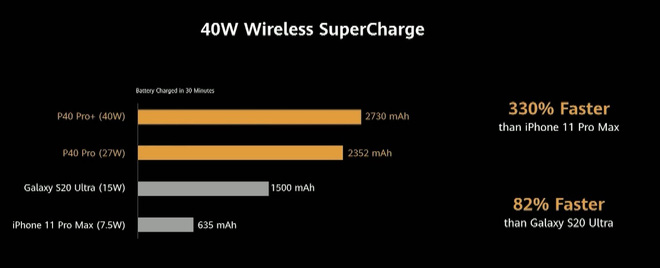 40W Wireless SuperCharge
Battery Charged in 30 Minutes
P40 Pro+ (40W) 2730 mAh
P40 Pro (27W) 2352 mAh
Galaxy S20 Ultra (15W) 1500 mAh
iPhone 11 Pro Max (7.5W) 635 mAh
330% Faster
than iPhone 11 Pro Max
82% Faster
than Galaxy S20 Ultra